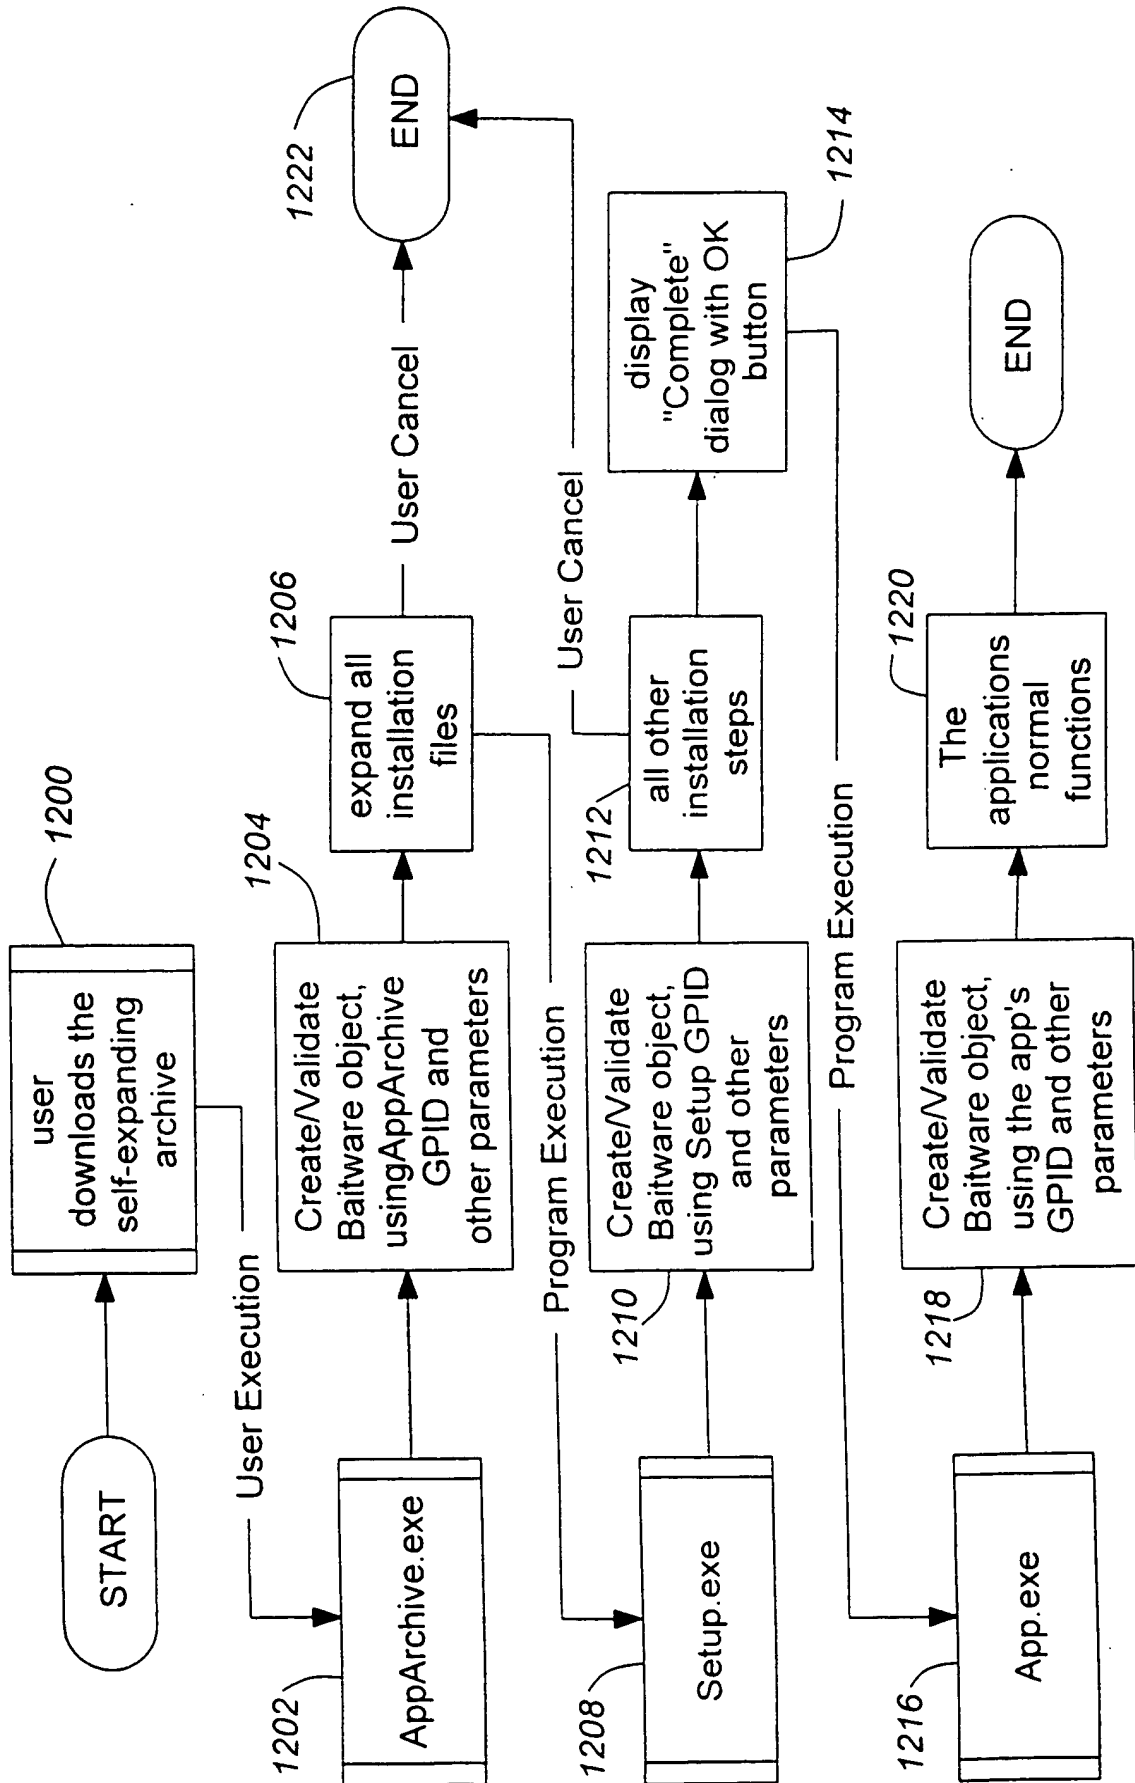 START
user
downloads the
self-expanding
archive
1200
User Execution
1202
AppArchive.exe
Create/Validate
Baitware object,
usingAppArchive
GPID and
other parameters
1204
expand all
installation
files
1206
User Cancel
END
1222
Program Execution
1208
Setup.exe
Create/Validate
Baitware object,
using Setup GPID
and other
parameters
1210
all other
installation
steps
1212
User Cancel
display
"Complete"
dialog with OK
button
1214
Program Execution
1216
App.exe
Create/Validate
Baitware object,
using the app's
GPID and other
parameters
1218
The
applications
normal
functions
1220
END